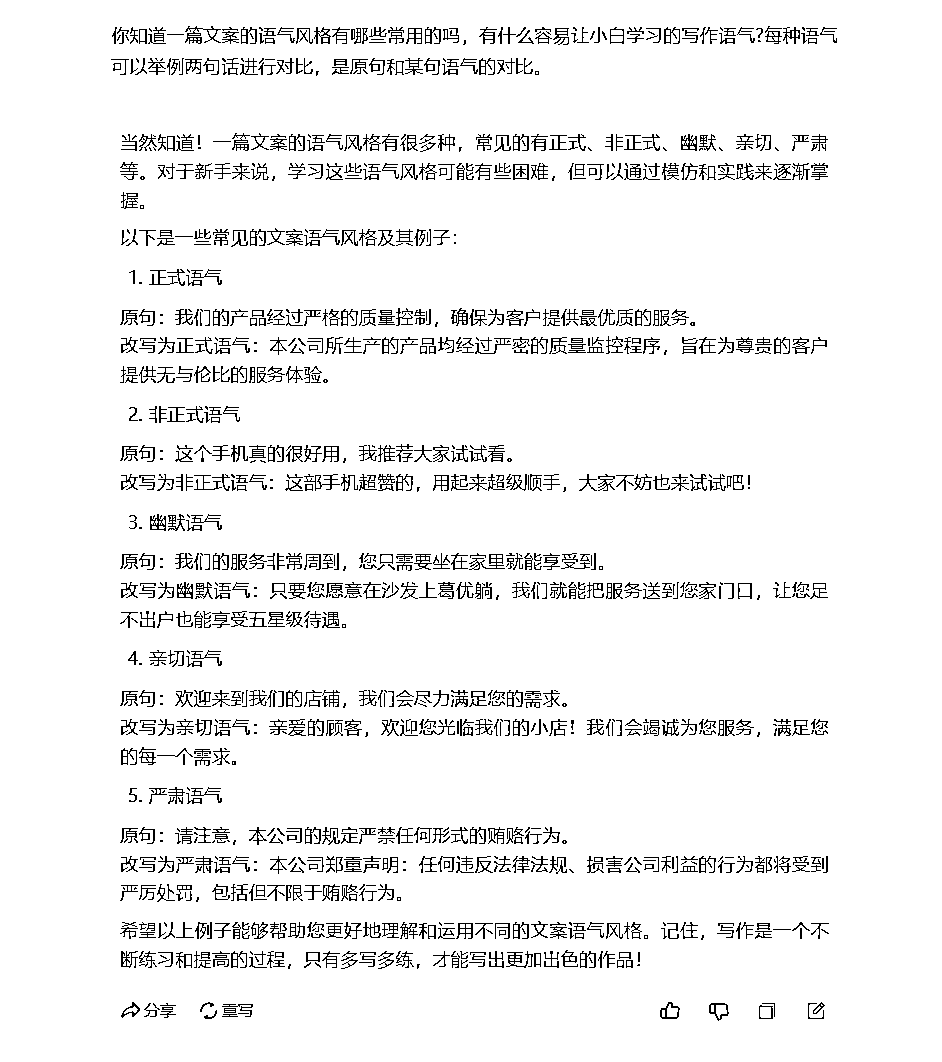 你知道一篇文案的语气风格有哪些常用的吗，有什么容易让小白学习的写作语气?每种语气
可以举例两句话进行对比，是原句和某句语气的对比。
当然知道！一篇文案的语气风格有很多种，常见的有正式、非正式、幽默、亲切、严肃
等。对于新手来说，学习这些语气风格可能有些困难，但可以通过模仿和实践来逐渐掌
握。
以下是一些常见的文案语气风格及其例子：
1. 正式语气
原句：我们的产品经过严格的质量控制，确保为客户提供最优质的服务。
改写为正式语气：本公司所生产的产品均经过严密的质量监控程序，旨在为尊贵的客户
提供无与伦比的服务体验。
2. 非正式语气
原句：这个手机真的很好用，我推荐大家试试看。
改写为非正式语气：这部手机超赞的，用起来超级顺手，大家不妨也来试试吧！
3. 幽默语气
原句：我们的服务非常周到，您只需要坐在家里就能享受到。
改写为幽默语气：只要您愿意在沙发上葛优躺，我们就能把服务送到您家门口，让您足
不出户也能享受五星级待遇。
4. 亲切语气
原句：欢迎来到我们的店铺，我们会尽力满足您的需求。
改写为亲切语气：亲爱的顾客，欢迎您光临我们的小店！我们会竭诚为您服务，满足您
的每一个需求。
5. 严肃语气
原句：请注意，本公司的规定严禁任何形式的贿赂行为。
改写为严肃语气：本公司郑重声明：任何违反法律法规、损害公司利益的行为都将受到
严厉处罚，包括但不限于贿赂行为。
希望以上例子能够帮助您更好地理解和运用不同的文案语气风格。记住，写作是一个不
断练习和提高的过程，只有多写多练，才能写出更加出色的作品！
分享 重写